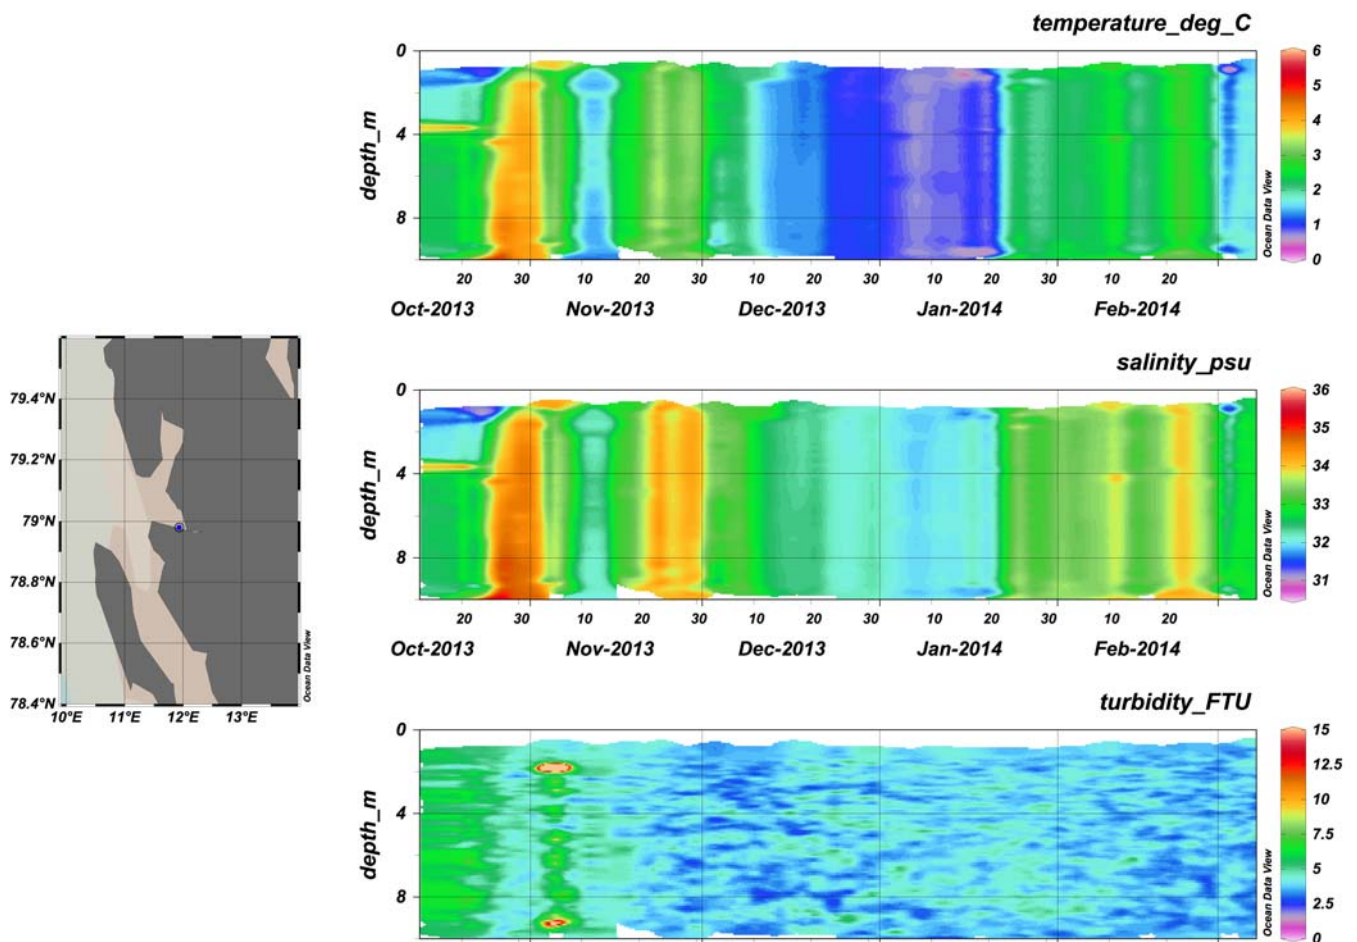 temperature_deg_C
0
4
8
depth_m
6
5
4
3
2
1
0
Ocean Data View
20 30 10 20 30 10 20 30 10 20 30 10 20
Oct-2013 Nov-2013 Dec-2013 Jan-2014 Feb-2014
salinity_psu
0
4
8
depth_m
36
35
34
33
32
31
Ocean Data View
20 30 10 20 30 10 20 30 10 20 30 10 20
Oct-2013 Nov-2013 Dec-2013 Jan-2014 Feb-2014
79.4°N
79.2°N
79°N
78.8°N
78.6°N
78.4°N
10°E 11°E 12°E 13°E
Ocean Data View
turbidity_FTU
0
4
8
depth_m
15
12.5
10
7.5
5
2.5
0
Ocean Data View